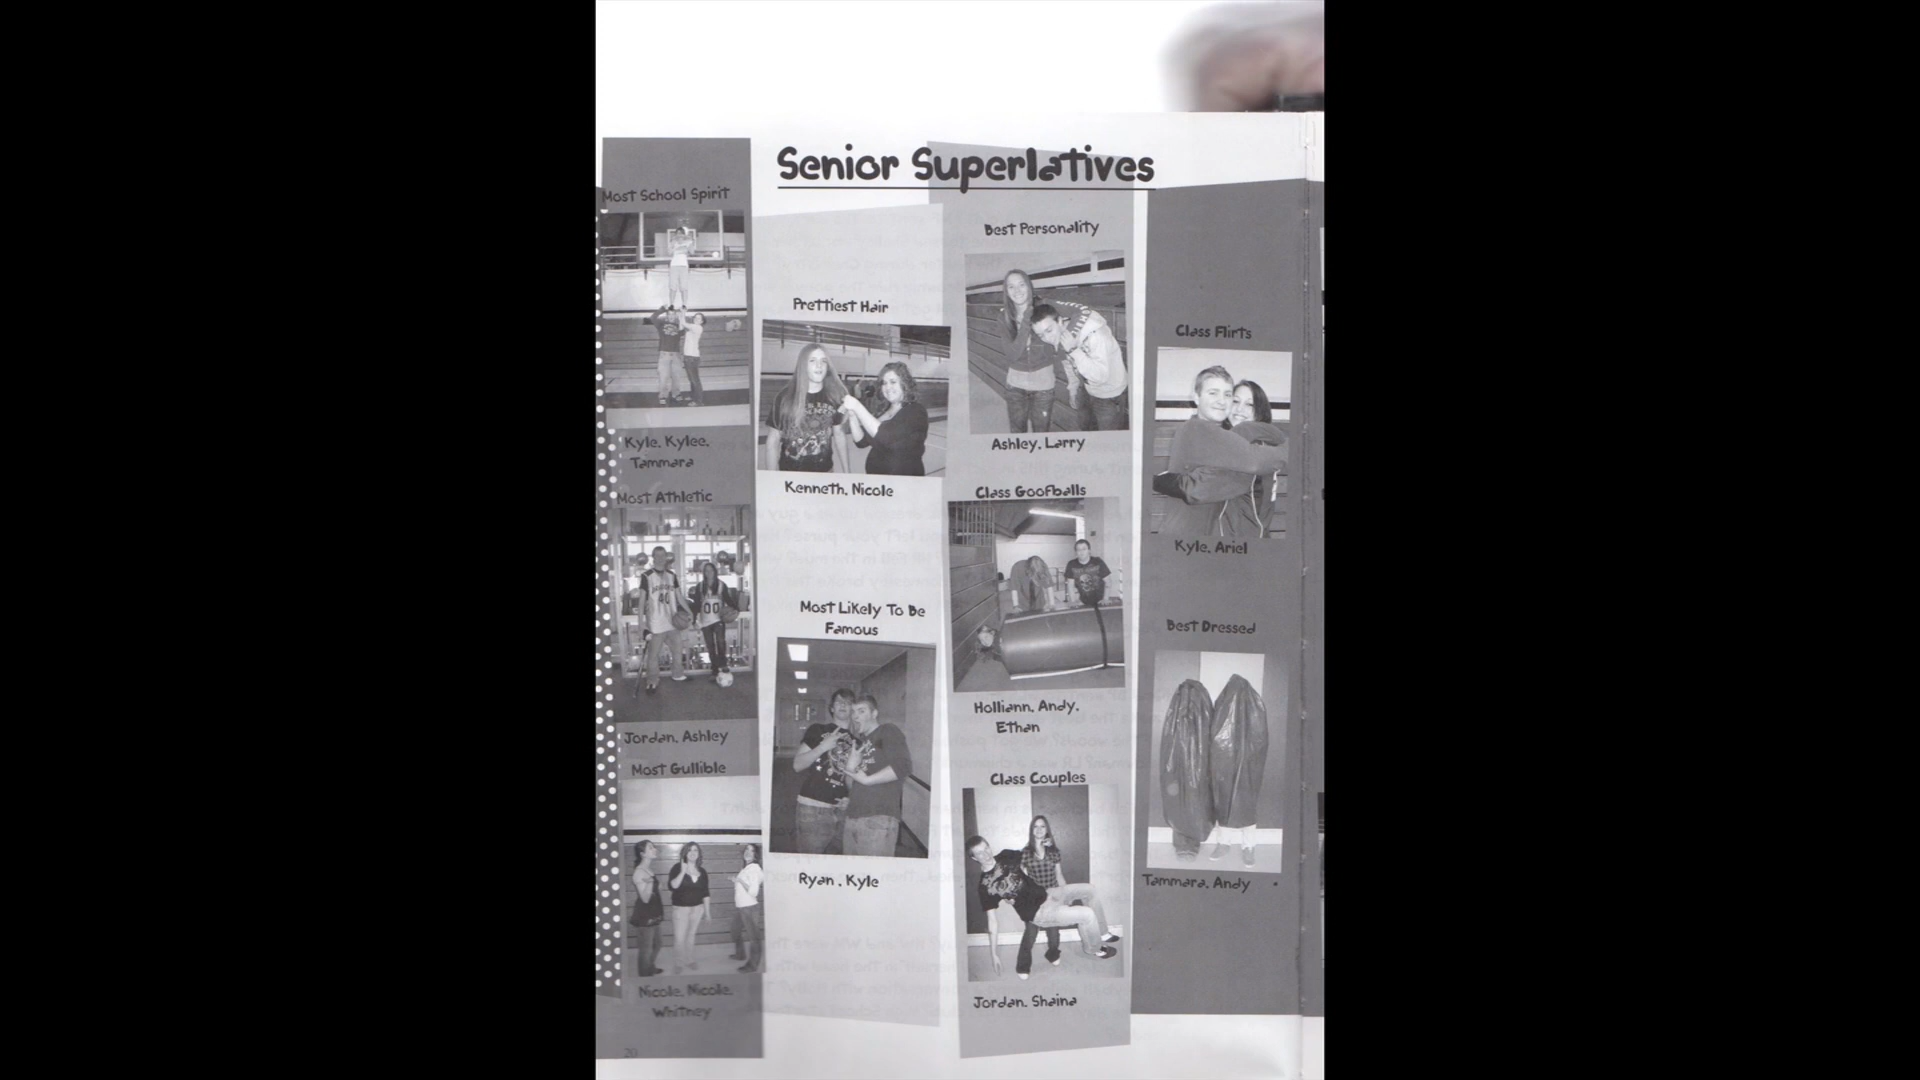 Senior Superlatives
Most School Spirit
Kyle, Kylee,
Tammara
Most Athletic
Jordan, Ashley
Most Gullible
Nicole, Nicole,
Whitney
20
Prettiest Hair
Kenneth, Nicole
Most Likely To Be
Famous
Ryan , Kyle
Best Personality
Ashley, Larry
Class Goofballs
Holliann, Andy,
Ethan
Class Couples
Jordan, Shaina
Class Flirts
Kyle, Ariel
Best Dressed
Tammara, Andy